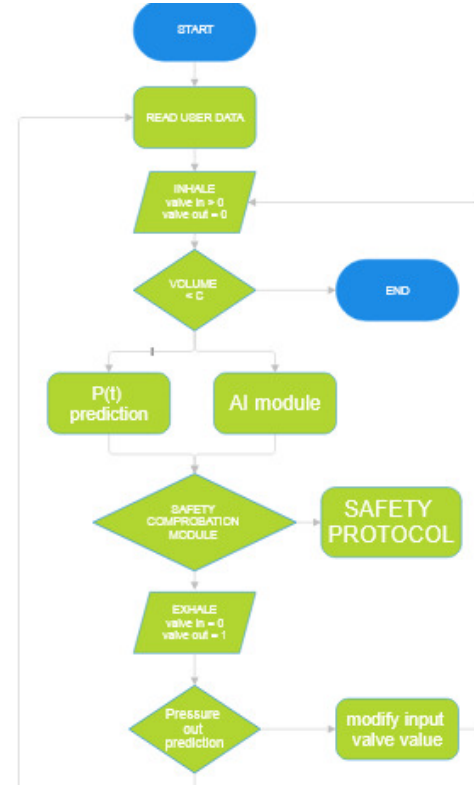 START
READ USER DATA
INHALE
valve in > 0
valve out = 0
VOLUME
< C
END
P(t)
prediction
AI module
SAFETY
COMPROBATION
MODULE
SAFETY
PROTOCOL
EXHALE
valve in = 0
valve out = 1
Pressure
out
prediction
modify input
valve value